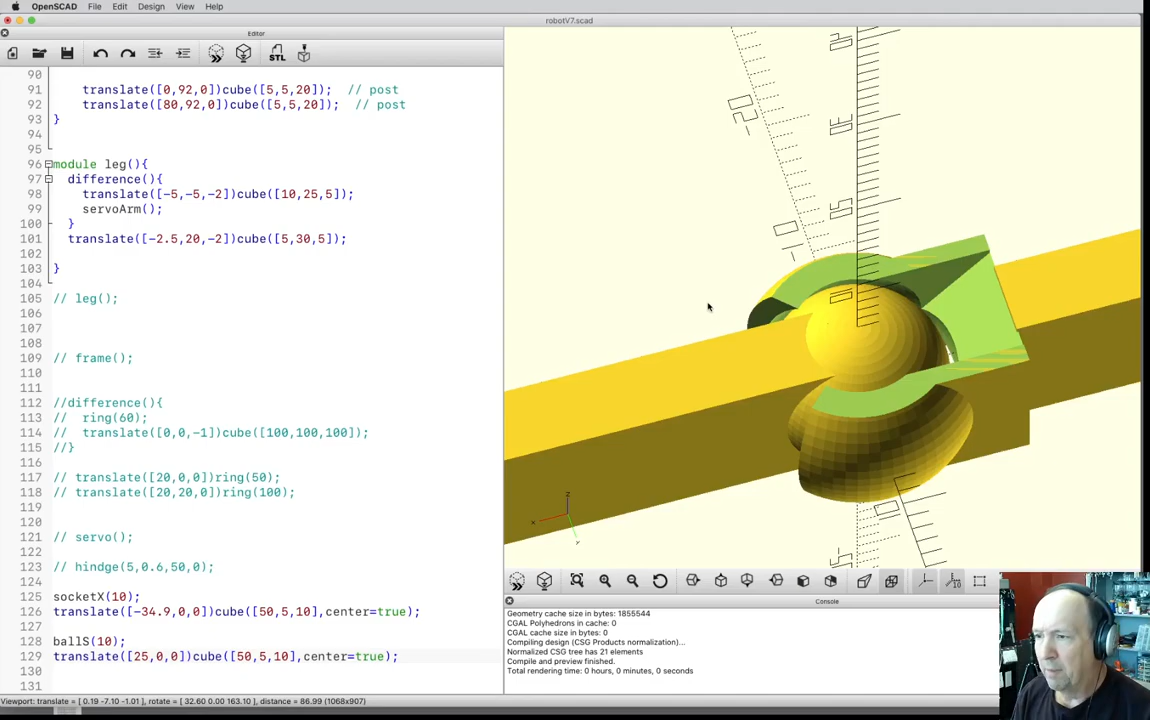 OpenSCAD File Edit Design View Help
robotV7.scad
Editor
STL
90
91 translate([0,92,0])cube([5,5,20]); // post
92 translate([80,92,0])cube([5,5,20]); // post
93 }
94
95
96 module leg(){
97 difference(){
98 translate([-5,-5,-2])cube([10,25,5]);
99 servoArm();
100 }
101 translate([-2.5,20,-2])cube([5,30,5]);
102
103 }
104
105 // leg();
106
107
108
109 // frame();
110
111
112 //difference(){
113 // ring(60);
114 // translate([0,0,-1])cube([100,100,100]);
115 //}
116
117 // translate([20,0,0])ring(50);
118 // translate([20,20,0])ring(100);
119
120
121 // servo();
122
123 // hindge(5,0.6,50,0);
124
125 socketX(10);
126 translate([-34.9,0,0])cube([50,5,10],center=true);
127
128 ballS(10);
129 translate([25,0,0])cube([50,5,10],center=true);
130
131
Console
Geometry cache size in bytes: 1855544
CGAL Polyhedrons in cache: 0
CGAL cache size in bytes: 0
Compiling design (CSG Products normalization)...
Normalized CSG tree has 21 elements
Compile and preview finished.
Total rendering time: 0 hours, 0 minutes, 0 seconds
Viewport: translate = [ 0.19 -7.10 -1.01 ], rotate = [ 32.60 0.00 163.10 ], distance = 86.99 (1068x907)